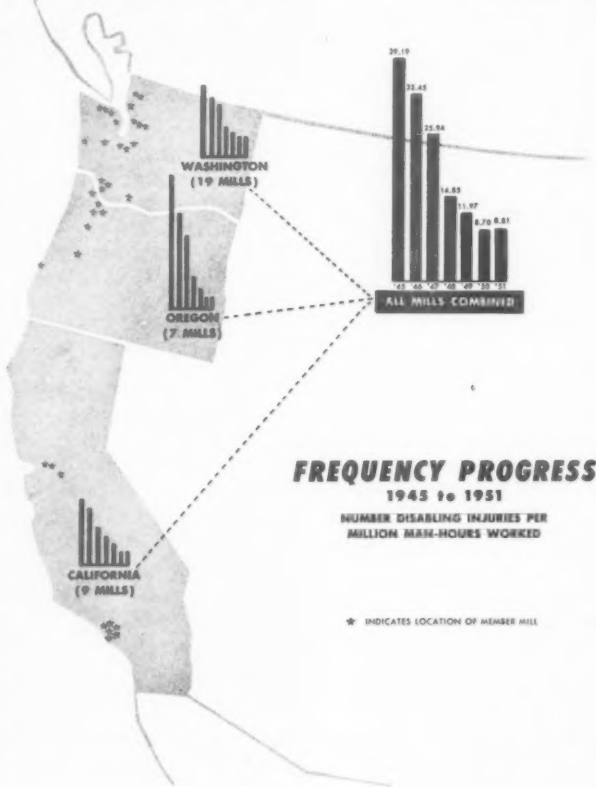 39.19
33.45
25.94
14.85
11.97
8.70 8.81
'45 '46 '47 '48 '49 '50 '51
ALL MILLS COMBINED
WASHINGTON
(19 MILLS)
OREGON
(7 MILLS)
FREQUENCY PROGRESS
1945 to 1951
NUMBER DISABLING INJURIES PER
MILLION MAN-HOURS WORKED
CALIFORNIA
(9 MILLS)
★ INDICATES LOCATION OF MEMBER MILL